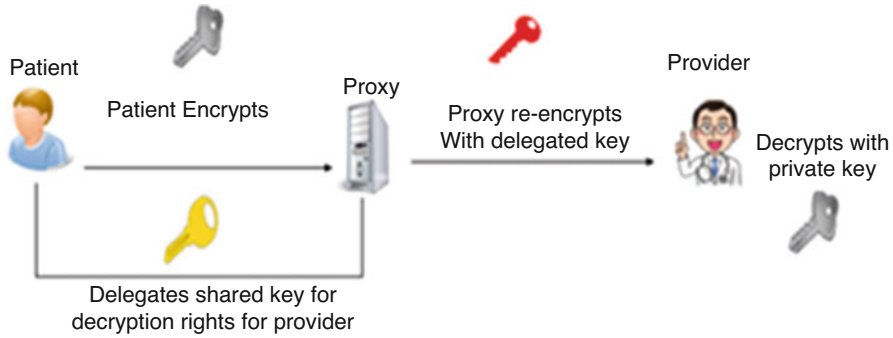 Patient
Patient Encrypts
Proxy
Proxy re-encrypts
With delegated key
Provider
Decrypts with
private key
Delegates shared key for
decryption rights for provider